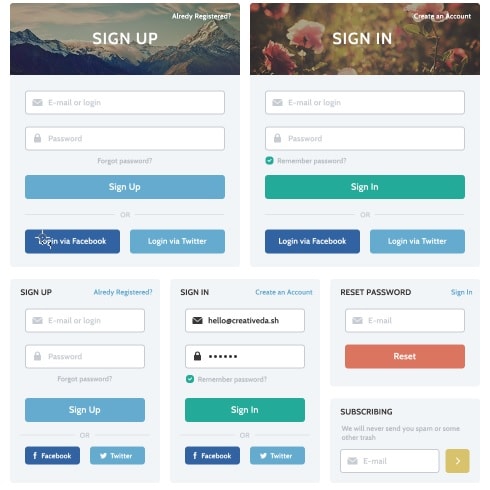 Alredy Registered?
SIGN UP
E-mail or login
Password
Forgot password?
Sign Up
OR
Login via Facebook
Login via Twitter
Create an Account
SIGN IN
E-mail or login
Password
Remember password?
Sign In
OR
Login via Facebook
Login via Twitter
SIGN UP
Alredy Registered?
E-mail or login
Password
Forgot password?
Sign Up
OR
Facebook
Twitter
SIGN IN
Create an Account
hello@creativeda.sh
Remember password?
Sign In
OR
Facebook
Twitter
RESET PASSWORD
Sign In
E-mail
Reset
SUBSCRIBING
We will never send you spam or some
other trash
E-mail